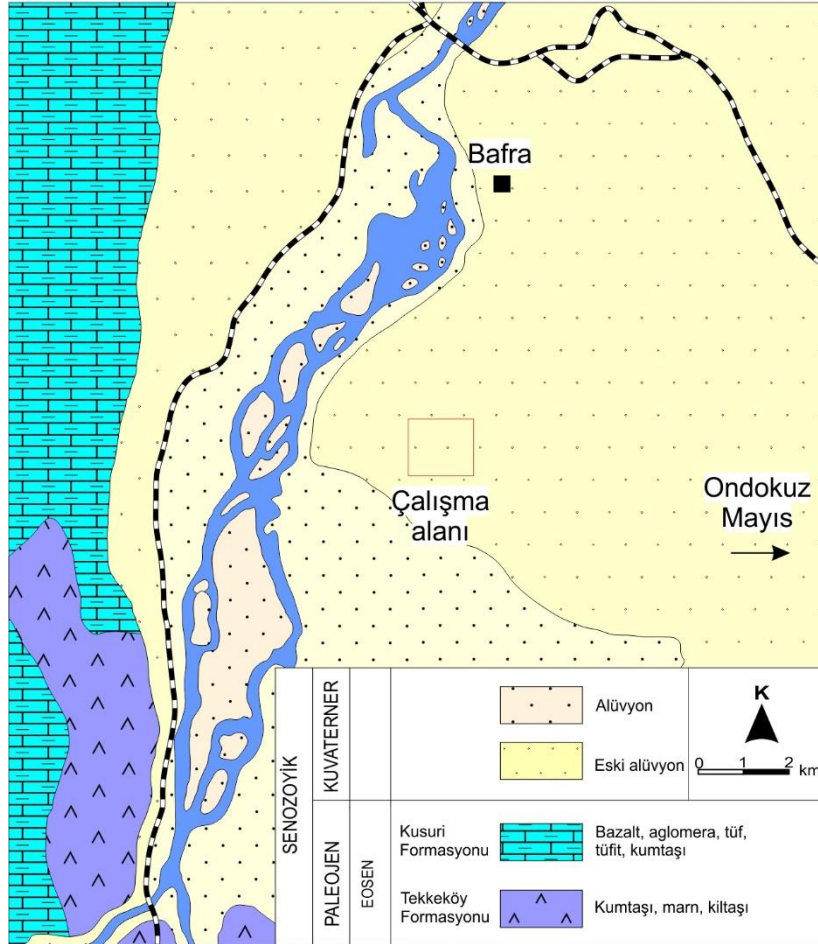 Bafra
Çalışma
alanı
Ondokuz
Mayıs
SENOZOYİK
KUVATERNER
Alüvyon
Eski alüvyon
K
0 1 2 km
PALEOJEN
EOSEN
Kusuri
Formasyonu
Bazalt, aglomera, tüf,
tüfit, kumtaşı
Tekkeköy
Formasyonu
Kumtaşı, marn, kiltaşı